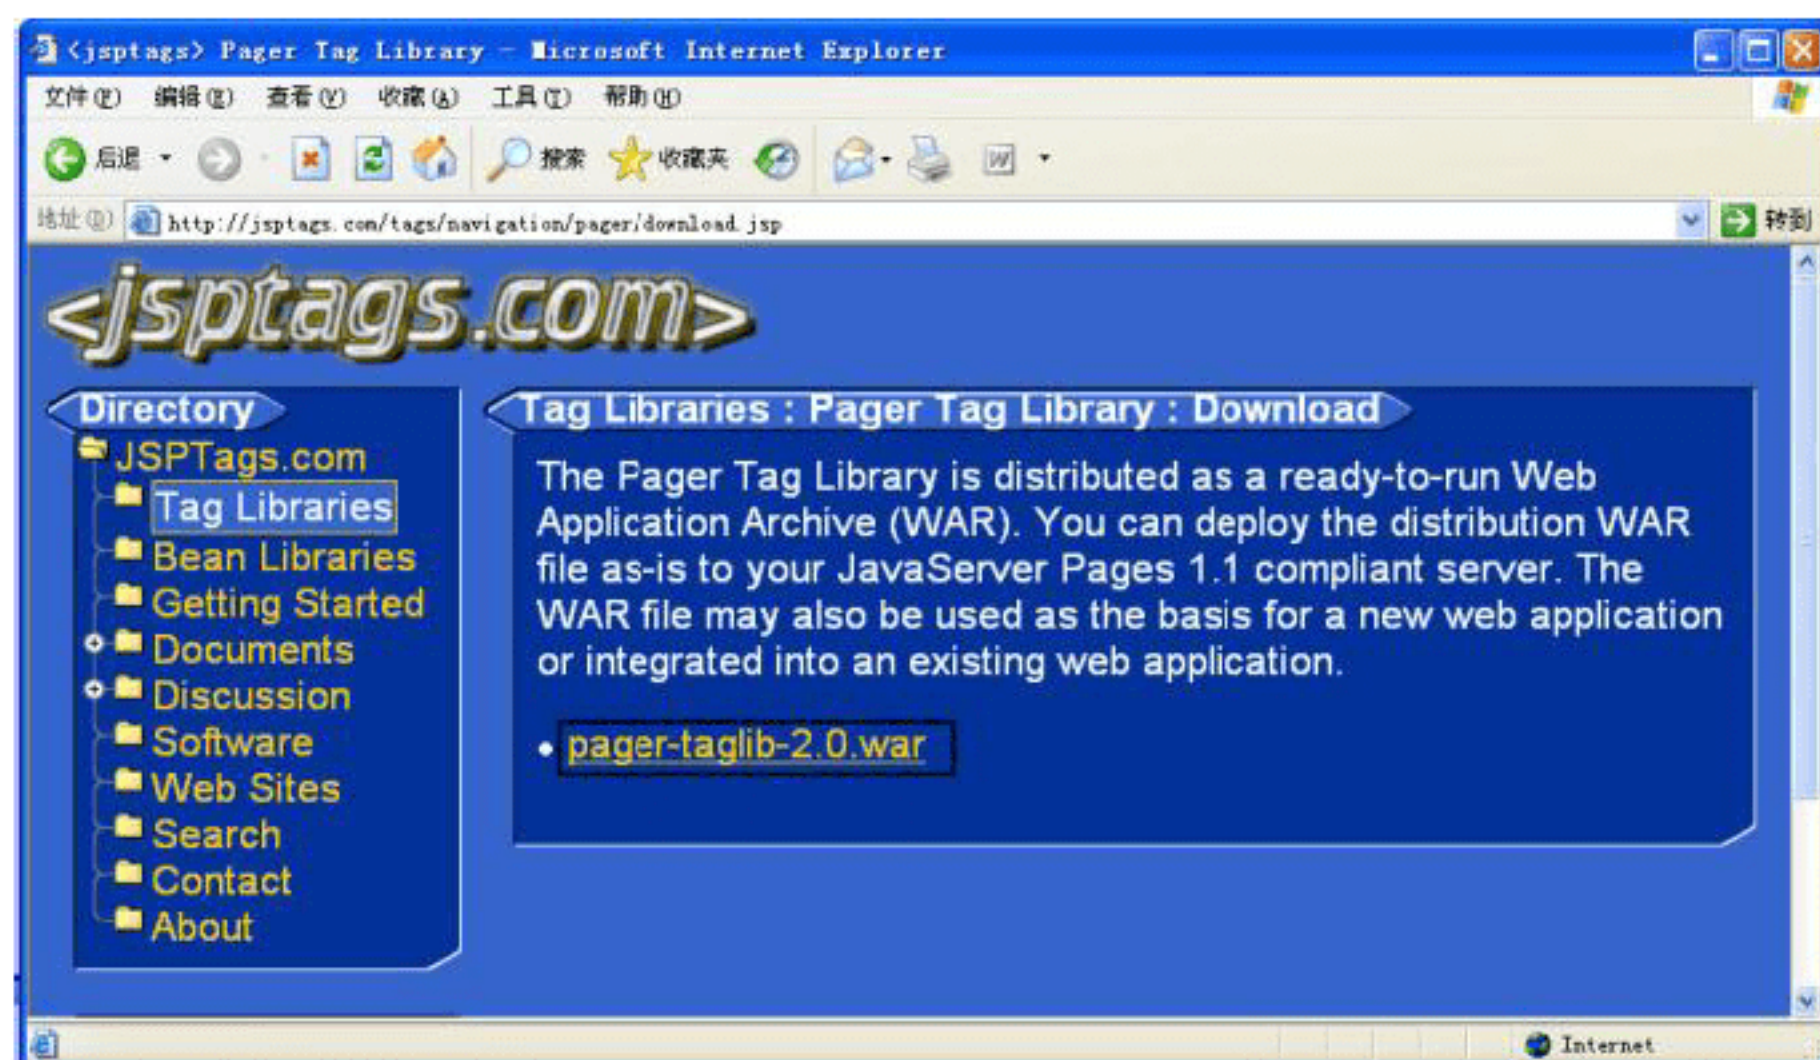 <jsptags> Pager Tag Library - Microsoft Internet Explorer
文件(F) 编辑(E) 查看(V) 收藏(A) 工具(T) 帮助(H)
后退 搜索 收藏夹
地址(D) http://jsptags.com/tags/navigation/pager/download.jsp 转到
<jsptags.com>
Directory
JSPTags.com
Tag Libraries
Bean Libraries
Getting Started
Documents
Discussion
Software
Web Sites
Search
Contact
About
Tag Libraries : Pager Tag Library : Download
The Pager Tag Library is distributed as a ready-to-run Web
Application Archive (WAR). You can deploy the distribution WAR
file as-is to your JavaServer Pages 1.1 compliant server. The
WAR file may also be used as the basis for a new web application
or integrated into an existing web application.
• pager-taglib-2.0.war
Internet